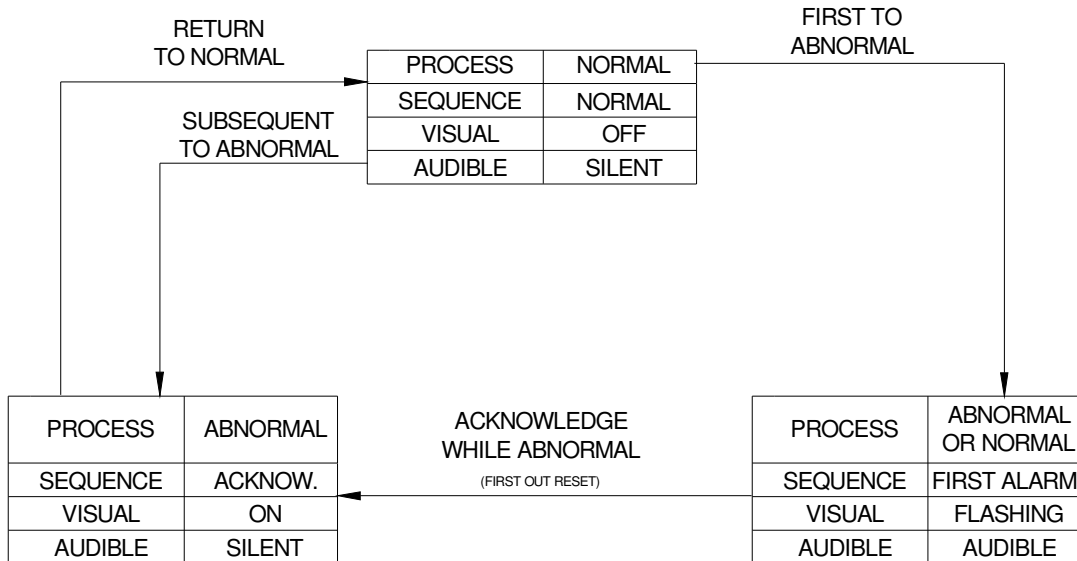 RETURN
TO NORMAL
FIRST TO
ABNORMAL
PROCESS NORMAL
SEQUENCE NORMAL
VISUAL OFF
AUDIBLE SILENT
SUBSEQUENT
TO ABNORMAL
PROCESS ABNORMAL
SEQUENCE ACKNOW.
VISUAL ON
AUDIBLE SILENT
ACKNOWLEDGE
WHILE ABNORMAL
(FIRST OUT RESET)
PROCESS ABNORMAL
OR NORMAL
SEQUENCE FIRST ALARM
VISUAL FLASHING
AUDIBLE AUDIBLE